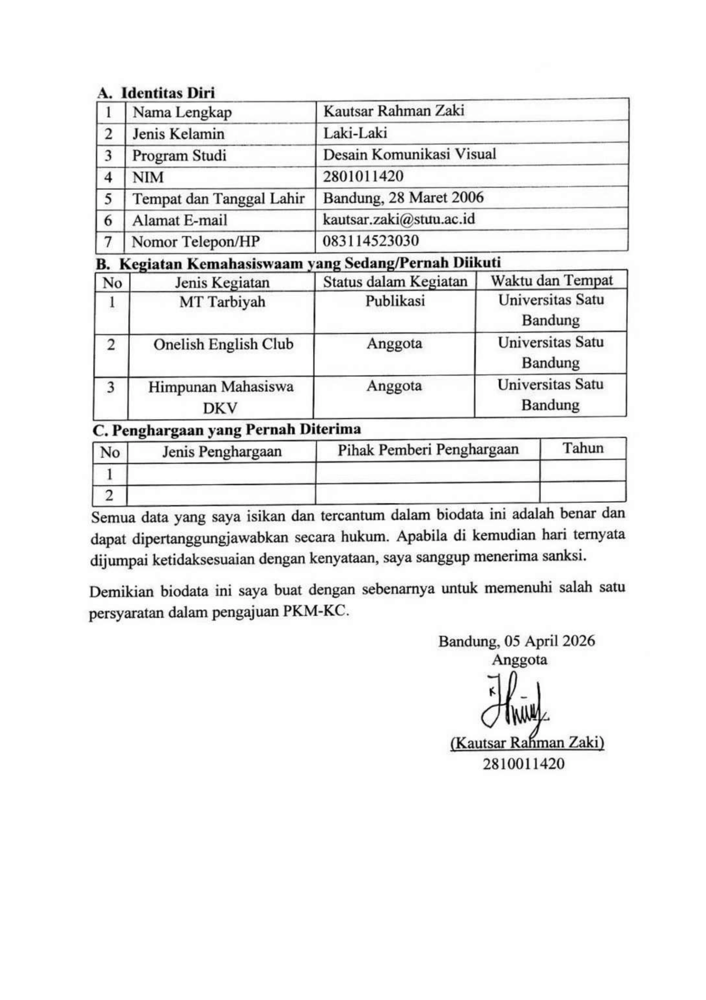 A. Identitas Diri
1 Nama Lengkap Kautsar Rahman Zaki
2 Jenis Kelamin Laki-Laki
3 Program Studi Desain Komunikasi Visual
4 NIM 2801011420
5 Tempat dan Tanggal Lahir Bandung, 28 Maret 2006
6 Alamat E-mail kautsar.zaki@stuu.ac.id
7 Nomor Telepon/HP 083114523030
B. Kegiatan Kemahasiswaam yang Sedang/Pernah Diikuti
No Jenis Kegiatan Status dalam Kegiatan Waktu dan Tempat
1 MT Tarbiyah Publikasi Universitas Satu
Bandung
2 Onelish English Club Anggota Universitas Satu
Bandung
3 Himpunan Mahasiswa Anggota Universitas Satu
DKV Bandung
C. Penghargaan yang Pernah Diterima
No Jenis Penghargaan Pihak Pemberi Penghargaan Tahun
1
2
Semua data yang saya isikan dan tercantum dalam biodata ini adalah benar dan
dapat dipertanggungjawabkan secara hukum. Apabila di kemudian hari ternyata
dijumpai ketidaksesuaian dengan kenyataan, saya sanggup menerima sanksi.
Demikian biodata ini saya buat dengan sebenarnya untuk memenuhi salah satu
persyaratan dalam pengajuan PKM-KC.
Bandung, 05 April 2026
Anggota
(Kautsar Rahman Zaki)
2810011420